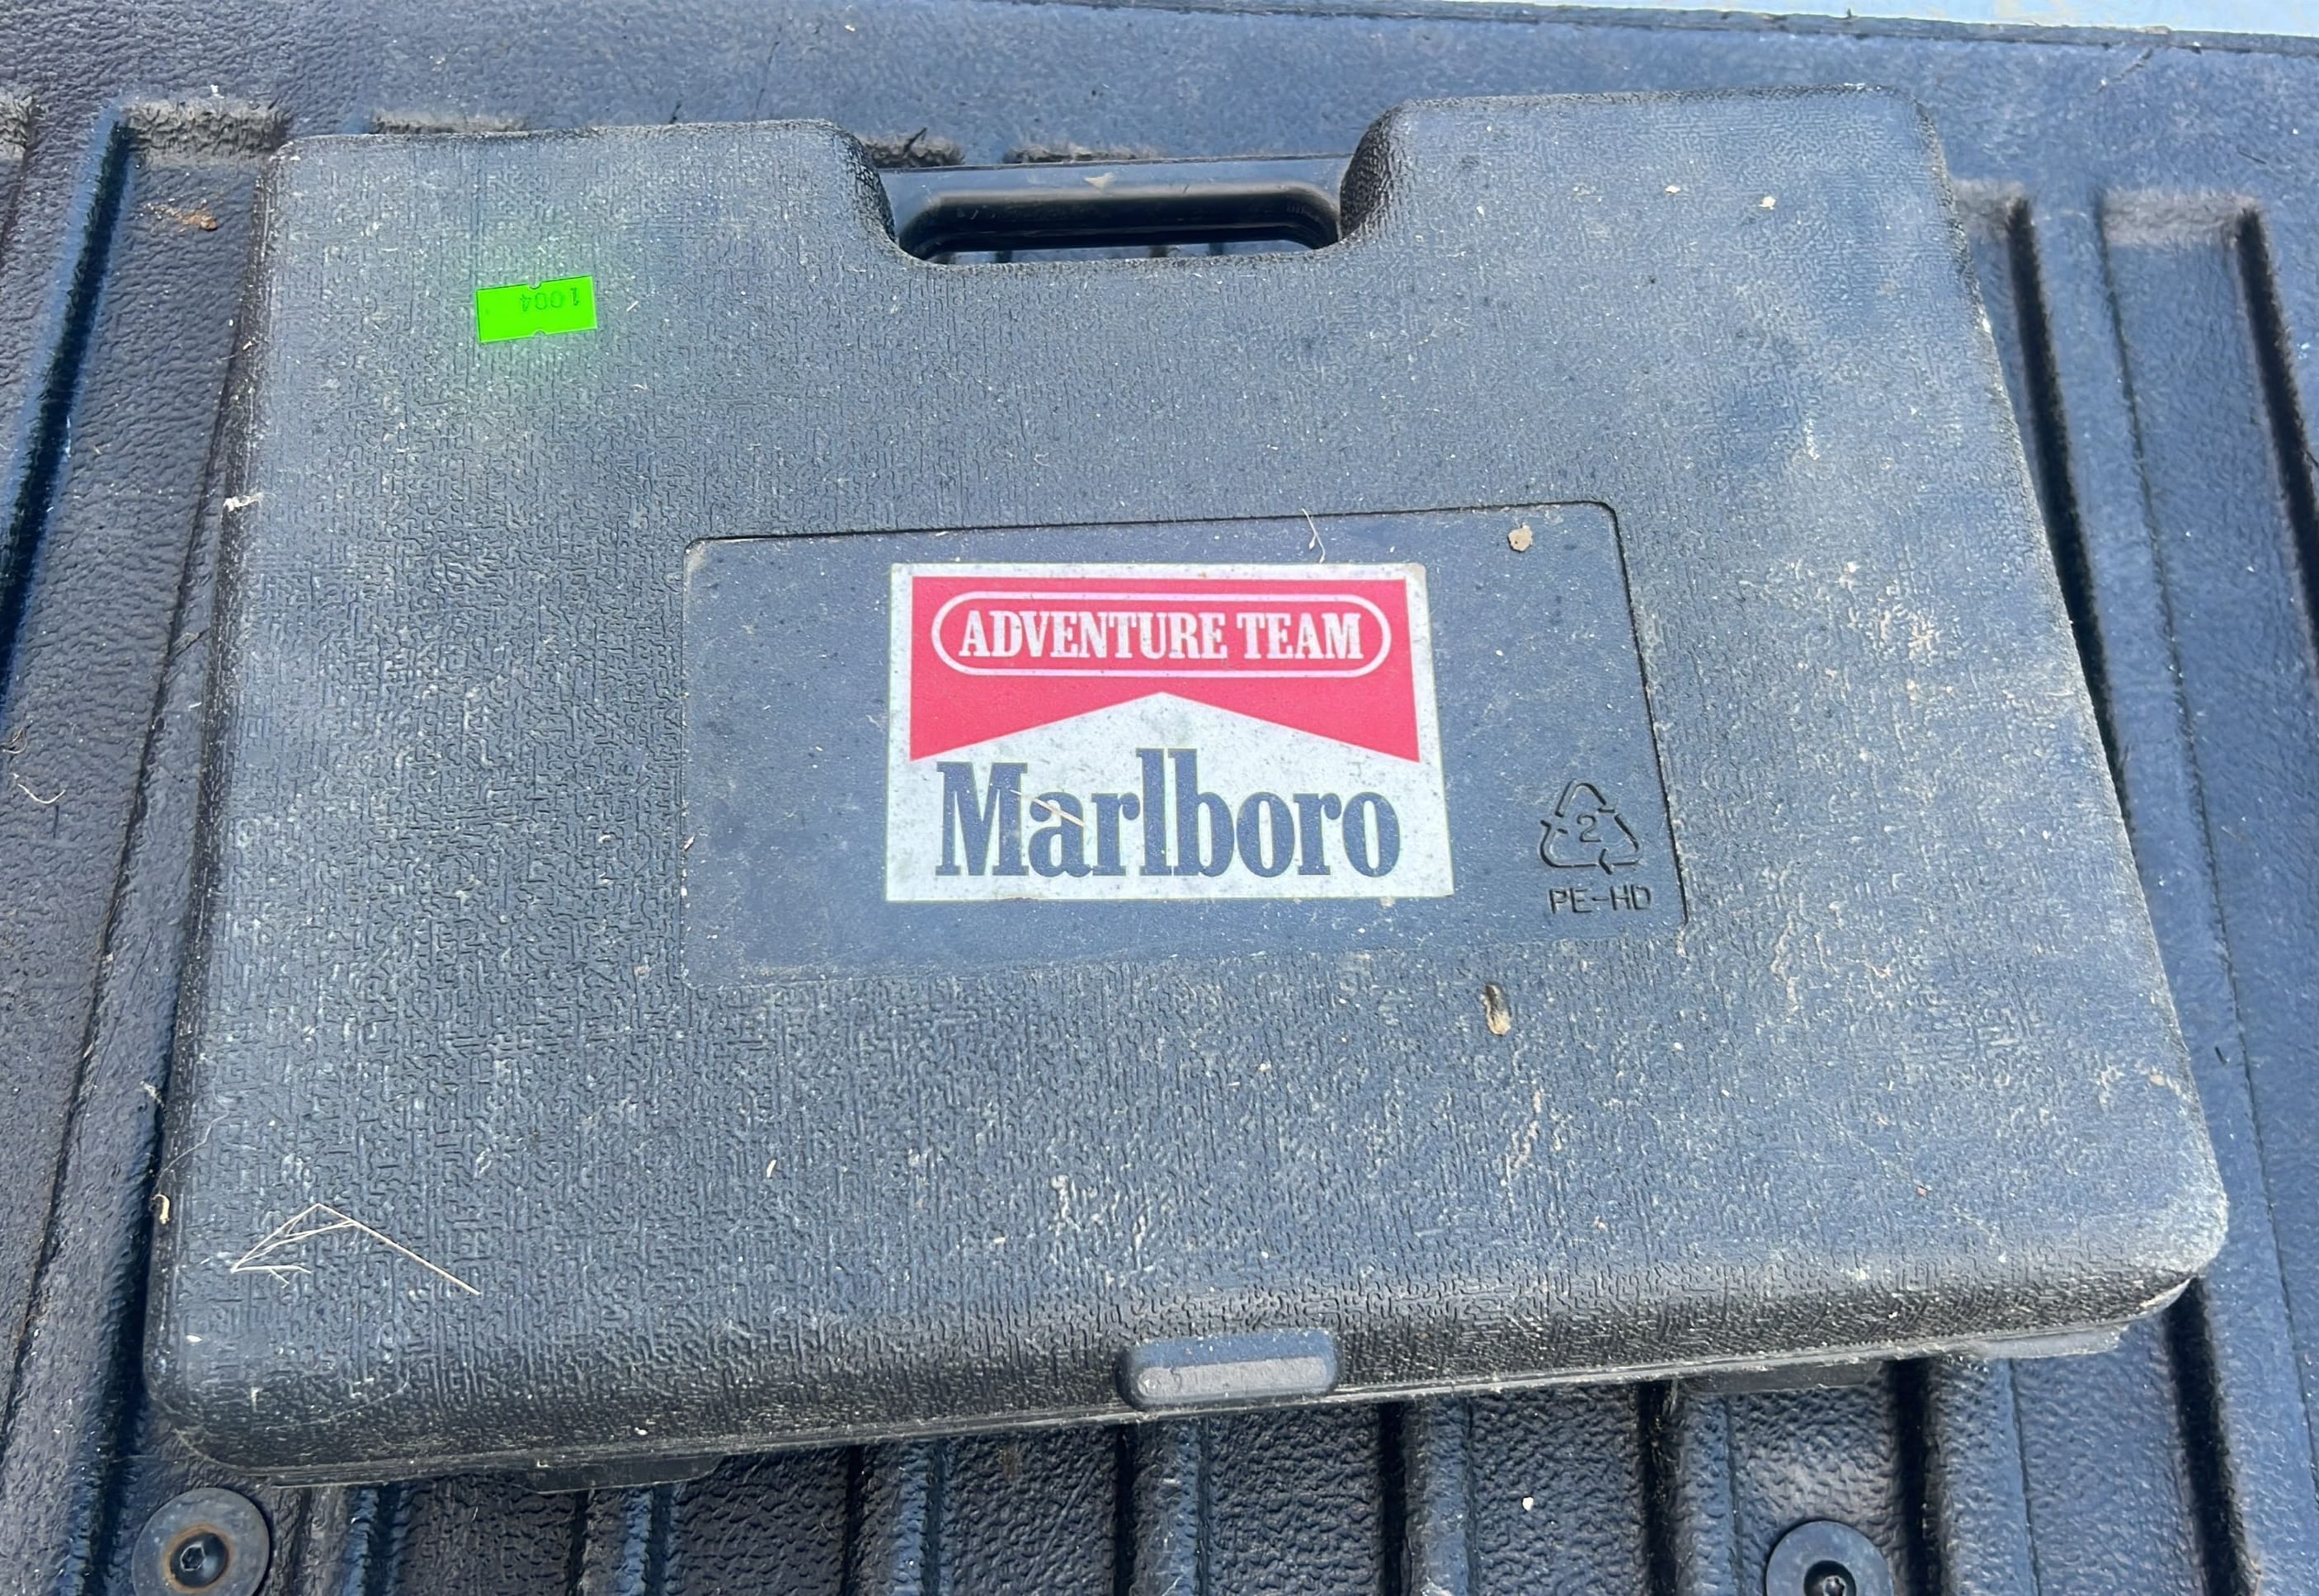 1004
ADVENTURE TEAM
Marlboro
2
PE-HD